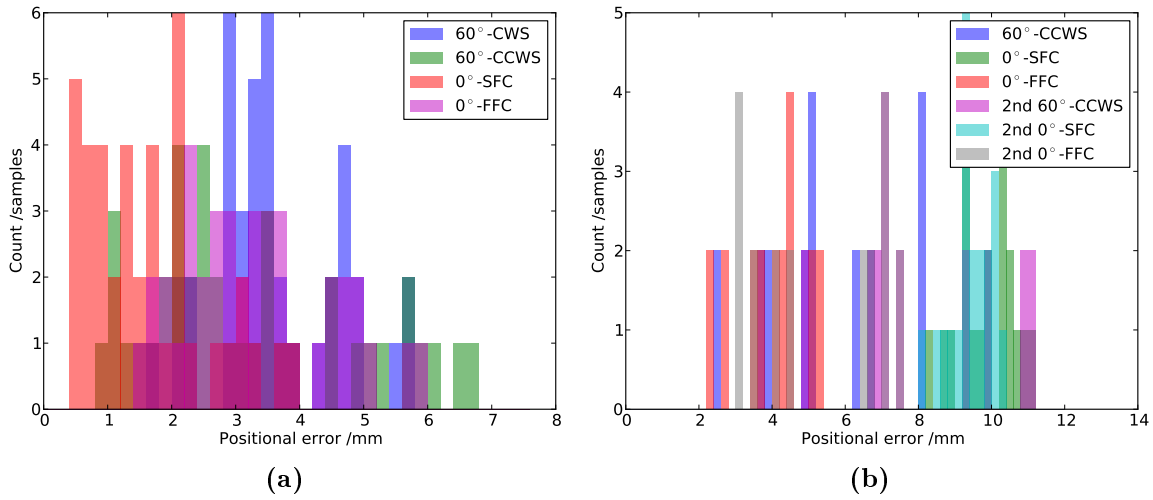 6
5
4
3
2
1
0
Count /samples
0 1 2 3 4 5 6 7 8
Positional error /mm
60°-CWS
60°-CCWS
0°-SFC
0°-FFC
(a)
5
4
3
2
1
0
Count /samples
0 2 4 6 8 10 12 14
Positional error /mm
60°-CCWS
0°-SFC
0°-FFC
2nd 60°-CCWS
2nd 0°-SFC
2nd 0°-FFC
(b)